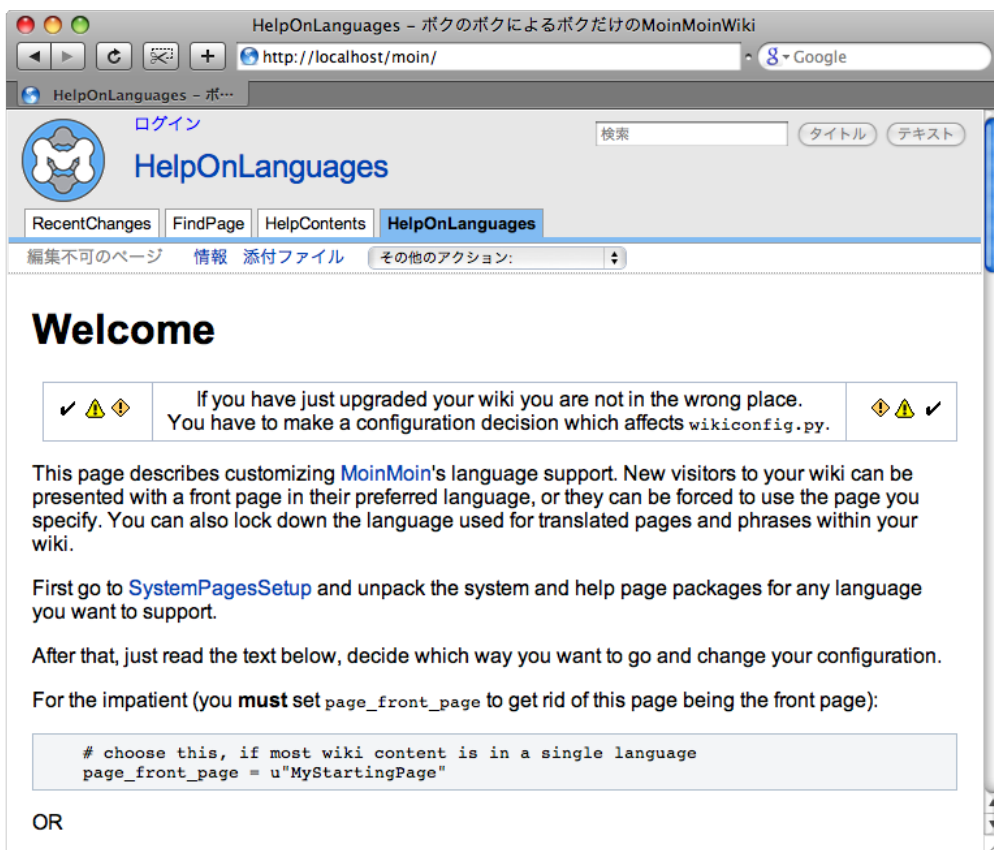 HelpOnLanguages – ボクのボクによるボクだけのMoinMoinWiki
http://localhost/moin/
Google
HelpOnLanguages – ボ…
ログイン
検索
タイトル
テキスト
HelpOnLanguages
RecentChanges
FindPage
HelpContents
HelpOnLanguages
編集不可のページ
情報
添付ファイル
その他のアクション:
Welcome
If you have just upgraded your wiki you are not in the wrong place.
You have to make a configuration decision which affects wikiconfig.py.
This page describes customizing MoinMoin's language support. New visitors to your wiki can be
presented with a front page in their preferred language, or they can be forced to use the page you
specify. You can also lock down the language used for translated pages and phrases within your
wiki.
First go to SystemPagesSetup and unpack the system and help page packages for any language
you want to support.
After that, just read the text below, decide which way you want to go and change your configuration.
For the impatient (you must set page_front_page to get rid of this page being the front page):
# choose this, if most wiki content is in a single language
page_front_page = u"MyStartingPage"
OR